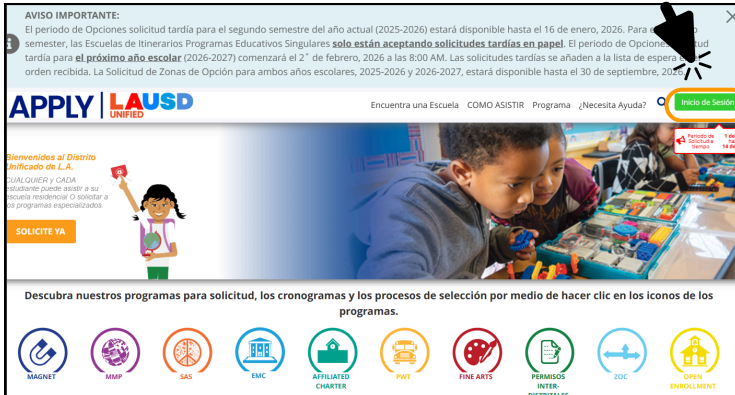 AVISO IMPORTANTE:
El periodo de Opciones solicitud tardía para el segundo semestre del año actual (2025-2026) estará disponible hasta el 16 de enero, 2026. Para e
semester, las Escuelas de Itinerarios Programas Educativos Singulares solo están aceptando solicitudes tardías en papel. El periodo de Opciones tud
tardía para el próximo año escolar (2026-2027) comenzará el 2˚ de febrero, 2026 a las 8:00 AM. Las solicitudes tardías se añaden a la lista de espera e
orden recibida. La Solicitud de Zonas de Opción para ambos años escolares, 2025-2026 y 2026-2027, estará disponible hasta el 30 de septiembre, 2026.
APPLY LAUSD UNIFIED
Encuentra una Escuela COMO ASISTIR Programa ¿Necesita Ayuda? Inicio de Sesión
Periodo de
Solicitud a
Tiempo
1 de
ha
14 de
Bienvenidos al Distrito
Unificado de L.A.
CUALQUIER y CADA
estudiante puede asistir a su
escuela residencial O solicitar a
los programas especializados.
SOLICITE YA
Descubra nuestros programas para solicitud, los cronogramas y los procesos de selección por medio de hacer clic en los iconos de los
programas.
MAGNET
MMP
SAS
EMC
AFFILIATED
CHARTER
PWT
FINE ARTS
PERMISOS
INTER-
DISTRITALES
ZOC
OPEN
ENROLLMENT